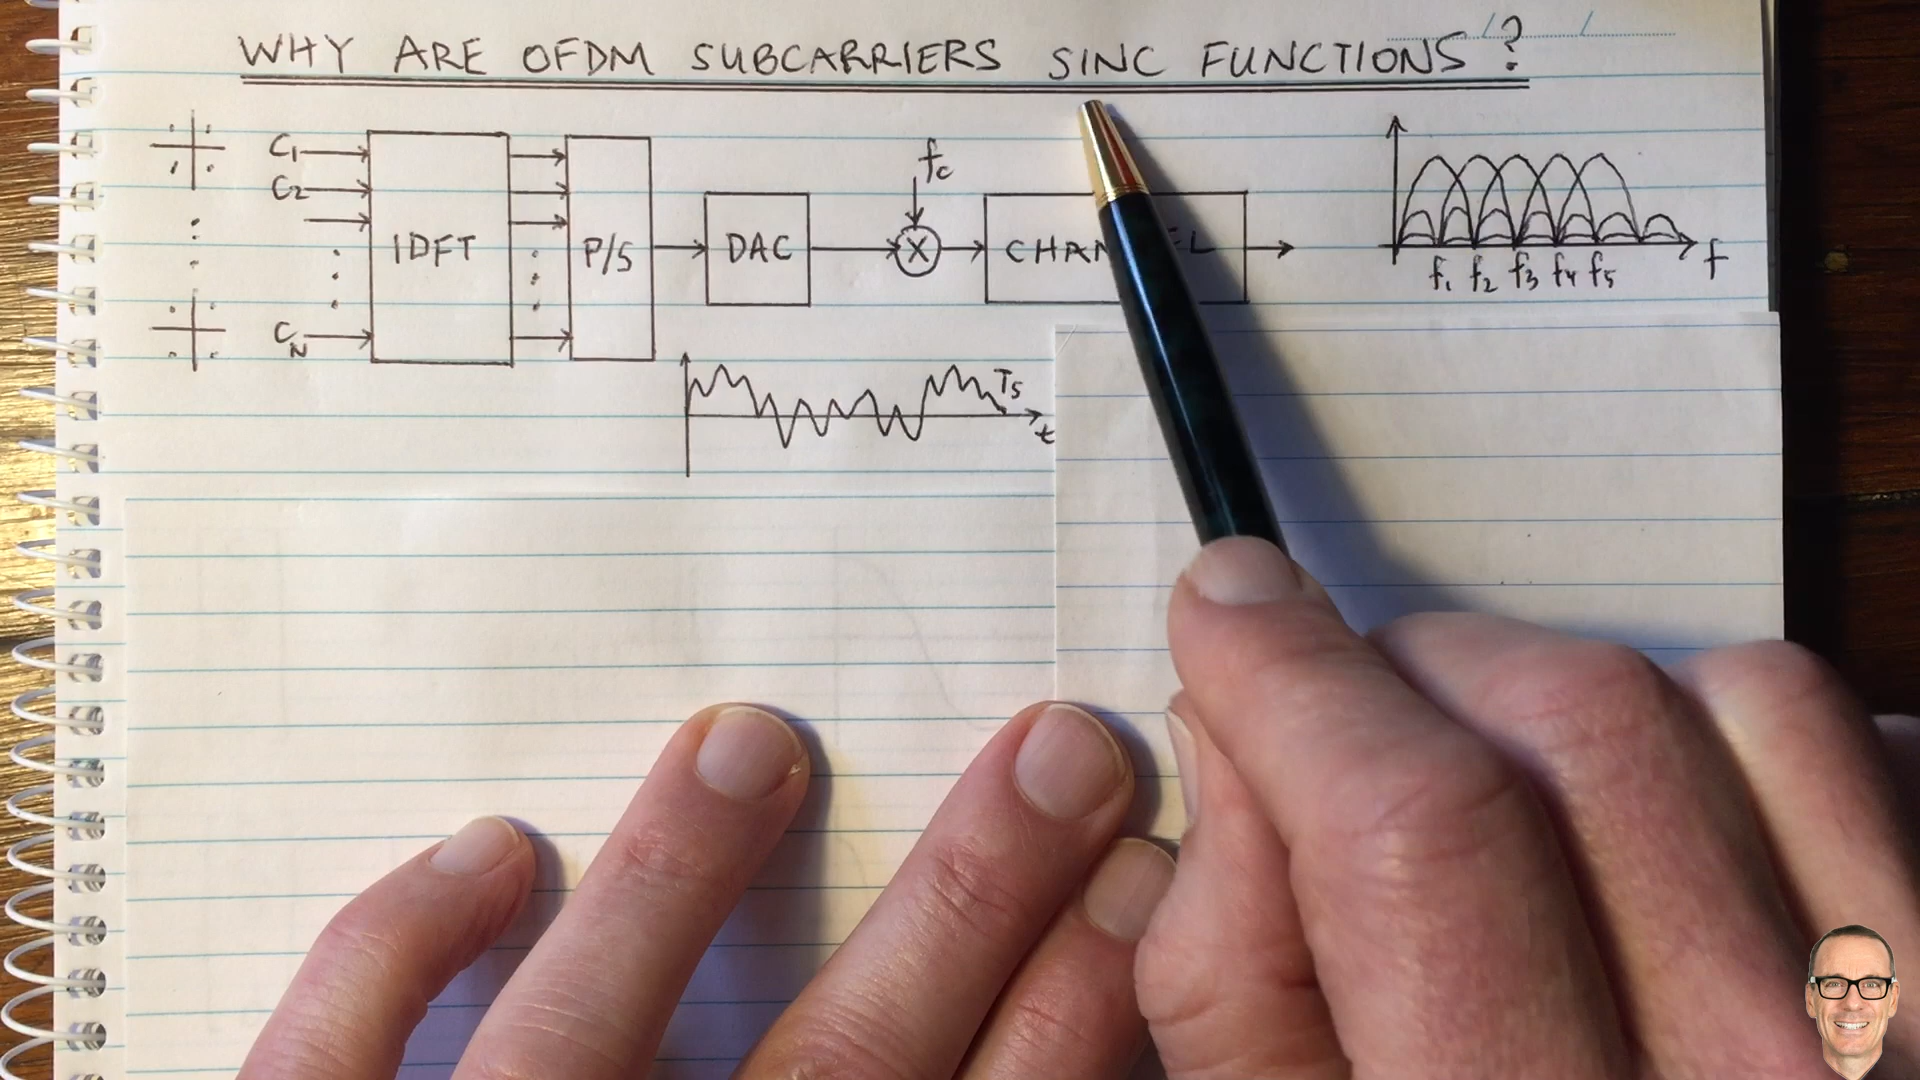 WHY ARE OFDM SUBCARRIERS SINC FUNCTIONS?
C1
C2
CN
IDFT
P/S
DAC
fc
X
f1 f2 f3 f4 f5
f
Ts
t